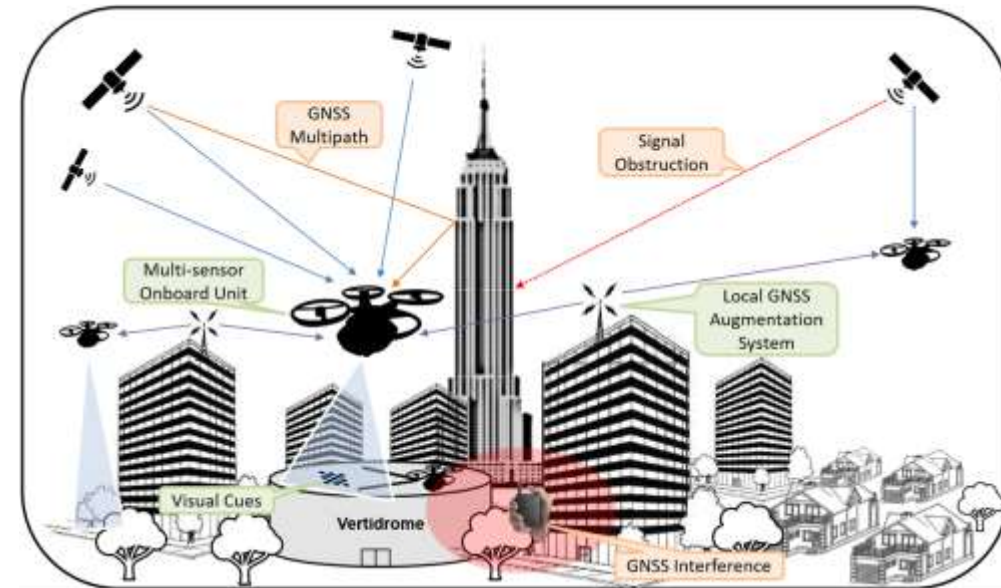 GNSS
Multipath
Signal
Obstruction
Multi-sensor
Onboard Unit
Local GNSS
Augmentation
System
Visual Cues
Vertidrome
GNSS Interference